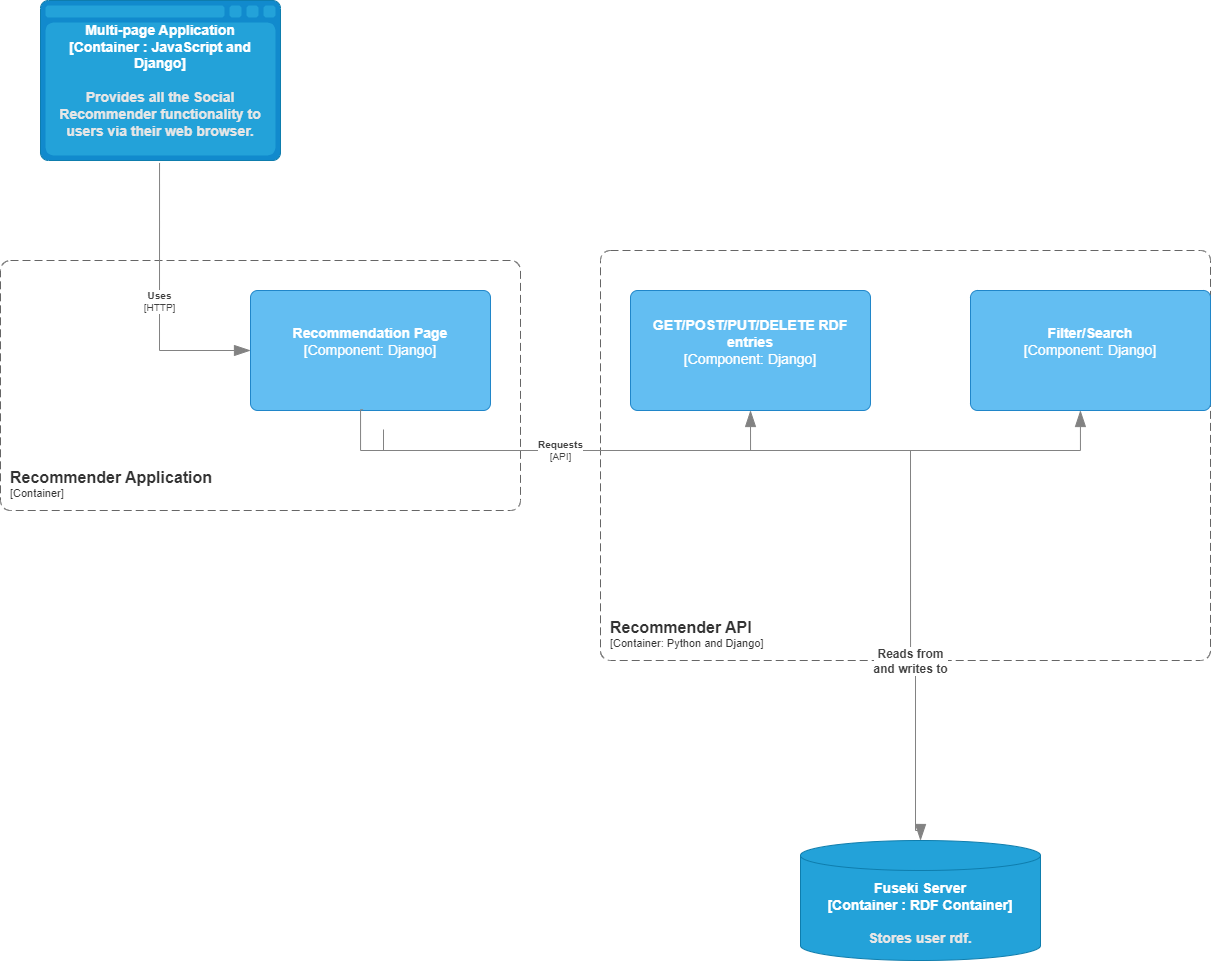 Multi-page Application
[Container : JavaScript and
Django]
Provides all the Social
Recommender functionality to
users via their web browser.
Uses
[HTTP]
Recommendation Page
[Component: Django]
Recommender Application
[Container]
Requests
[API]
GET/POST/PUT/DELETE RDF
entries
[Component: Django]
Filter/Search
[Component: Django]
Recommender API
[Container: Python and Django]
Reads from
and writes to
Fuseki Server
[Container : RDF Container]
Stores user rdf.